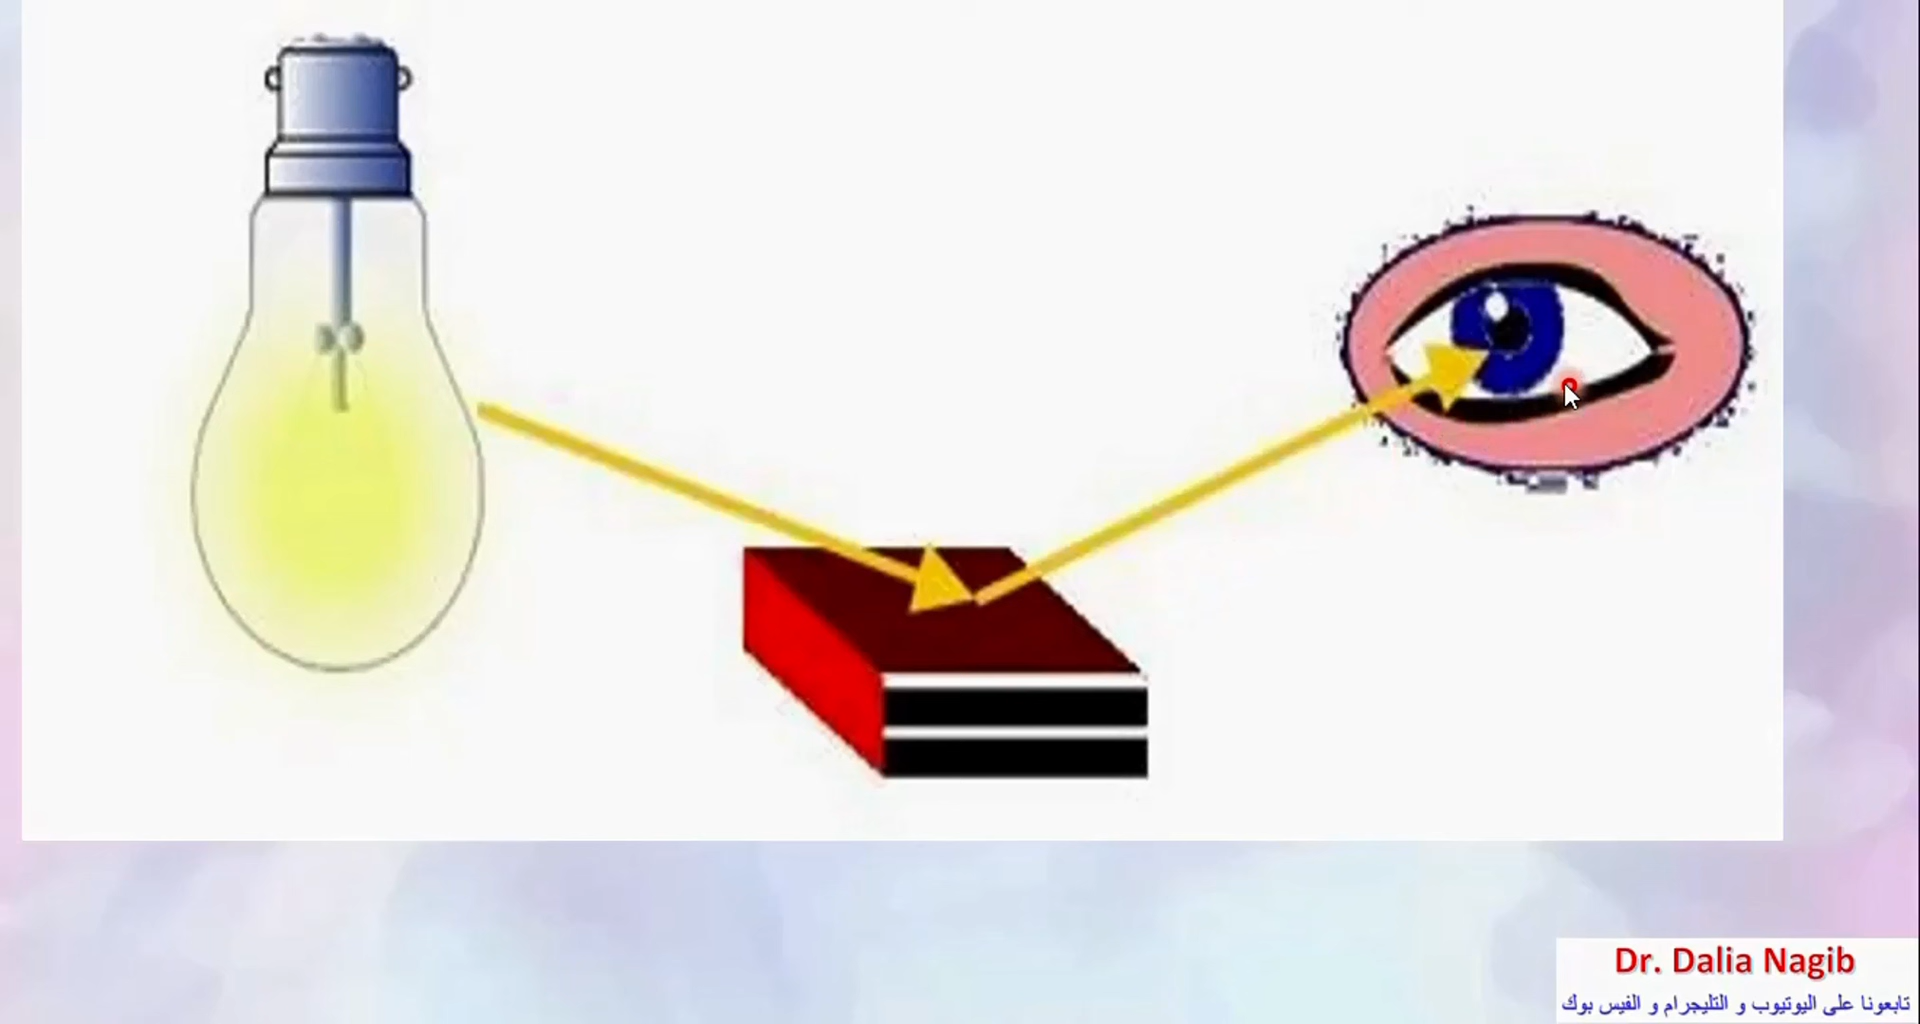 Dr. Dalia Nagib
تابعونا على اليوتيوب و التليجرام و الفيس بوك